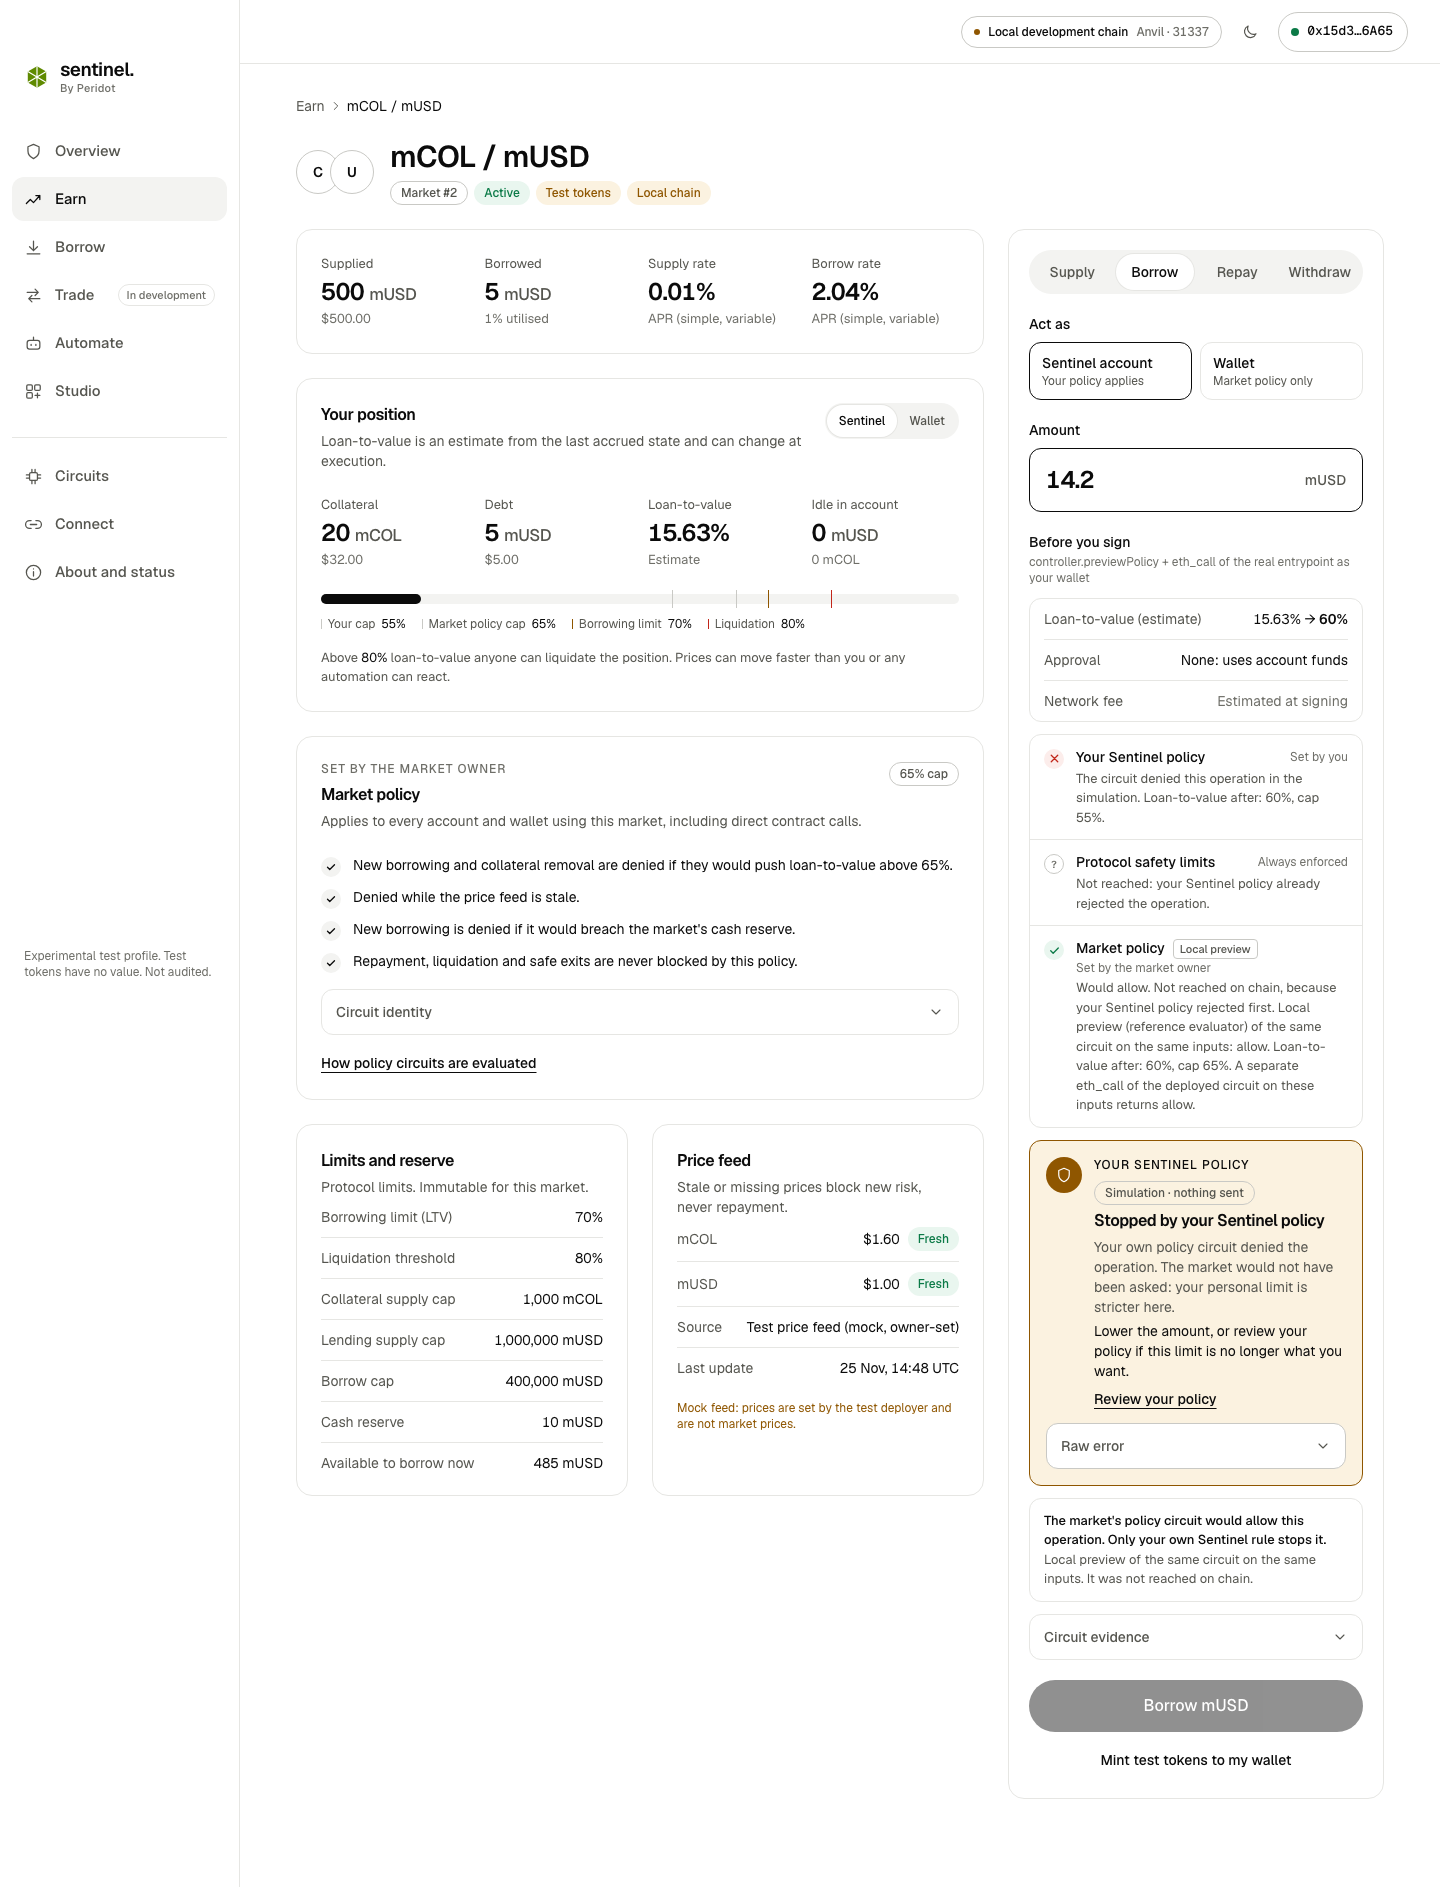 Local development chain Anvil · 31337
0x15d3…6A65
sentinel.
By Peridot
Overview
Earn
Borrow
Trade In development
Automate
Studio
Circuits
Connect
About and status
Experimental test profile. Test
tokens have no value. Not audited.
Earn > mCOL / mUSD
C U
mCOL / mUSD
Market #2 Active Test tokens Local chain
Supplied Borrowed Supply rate Borrow rate
500 mUSD 5 mUSD 0.01% 2.04%
$500.00 1% utilised APR (simple, variable) APR (simple, variable)
Your position
Sentinel Wallet
Loan-to-value is an estimate from the last accrued state and can change at
execution.
Collateral Debt Loan-to-value Idle in account
20 mCOL 5 mUSD 15.63% 0 mUSD
$32.00 $5.00 Estimate 0 mCOL
Your cap 55% Market policy cap 65% Borrowing limit 70% Liquidation 80%
Above 80% loan-to-value anyone can liquidate the position. Prices can move faster than you or any
automation can react.
SET BY THE MARKET OWNER
65% cap
Market policy
Applies to every account and wallet using this market, including direct contract calls.
New borrowing and collateral removal are denied if they would push loan-to-value above 65%.
Denied while the price feed is stale.
New borrowing is denied if it would breach the market's cash reserve.
Repayment, liquidation and safe exits are never blocked by this policy.
Circuit identity
How policy circuits are evaluated
Limits and reserve
Protocol limits. Immutable for this market.
Borrowing limit (LTV) 70%
Liquidation threshold 80%
Collateral supply cap 1,000 mCOL
Lending supply cap 1,000,000 mUSD
Borrow cap 400,000 mUSD
Cash reserve 10 mUSD
Available to borrow now 485 mUSD
Price feed
Stale or missing prices block new risk,
never repayment.
mCOL $1.60 Fresh
mUSD $1.00 Fresh
Source Test price feed (mock, owner-set)
Last update 25 Nov, 14:48 UTC
Mock feed: prices are set by the test deployer and
are not market prices.
Supply Borrow Repay Withdraw
Act as
Sentinel account
Your policy applies
Wallet
Market policy only
Amount
14.2 mUSD
Before you sign
controller.previewPolicy + eth_call of the real entrypoint as
your wallet
Loan-to-value (estimate) 15.63% → 60%
Approval None: uses account funds
Network fee Estimated at signing
Your Sentinel policy Set by you
The circuit denied this operation in the
simulation. Loan-to-value after: 60%, cap
55%.
? Protocol safety limits Always enforced
Not reached: your Sentinel policy already
rejected the operation.
Market policy Local preview
Set by the market owner
Would allow. Not reached on chain, because
your Sentinel policy rejected first. Local
preview (reference evaluator) of the same
circuit on the same inputs: allow. Loan-to-
value after: 60%, cap 65%. A separate
eth_call of the deployed circuit on these
inputs returns allow.
YOUR SENTINEL POLICY
Simulation · nothing sent
Stopped by your Sentinel policy
Your own policy circuit denied the
operation. The market would not have
been asked: your personal limit is
stricter here.
Lower the amount, or review your
policy if this limit is no longer what you
want.
Review your policy
Raw error
The market's policy circuit would allow this
operation. Only your own Sentinel rule stops it.
Local preview of the same circuit on the same
inputs. It was not reached on chain.
Circuit evidence
Borrow mUSD
Mint test tokens to my wallet